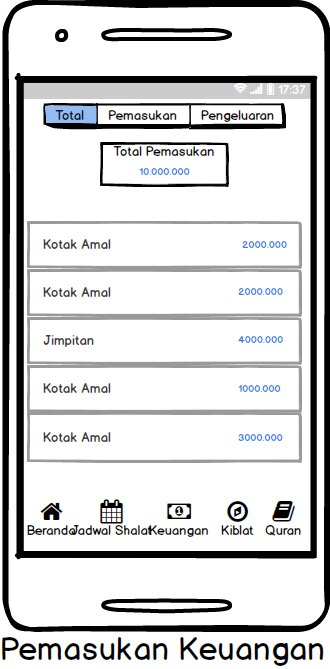 17:37
Total Pemasukan Pengeluaran
Total Pemasukan
10.000.000
Kotak Amal 2000.000
Kotak Amal 2000.000
Jimpitan 4000.000
Kotak Amal 1000.000
Kotak Amal 3000.000
Beranda Jadwal Shalat Keuangan Kiblat Quran
Pemasukan Keuangan